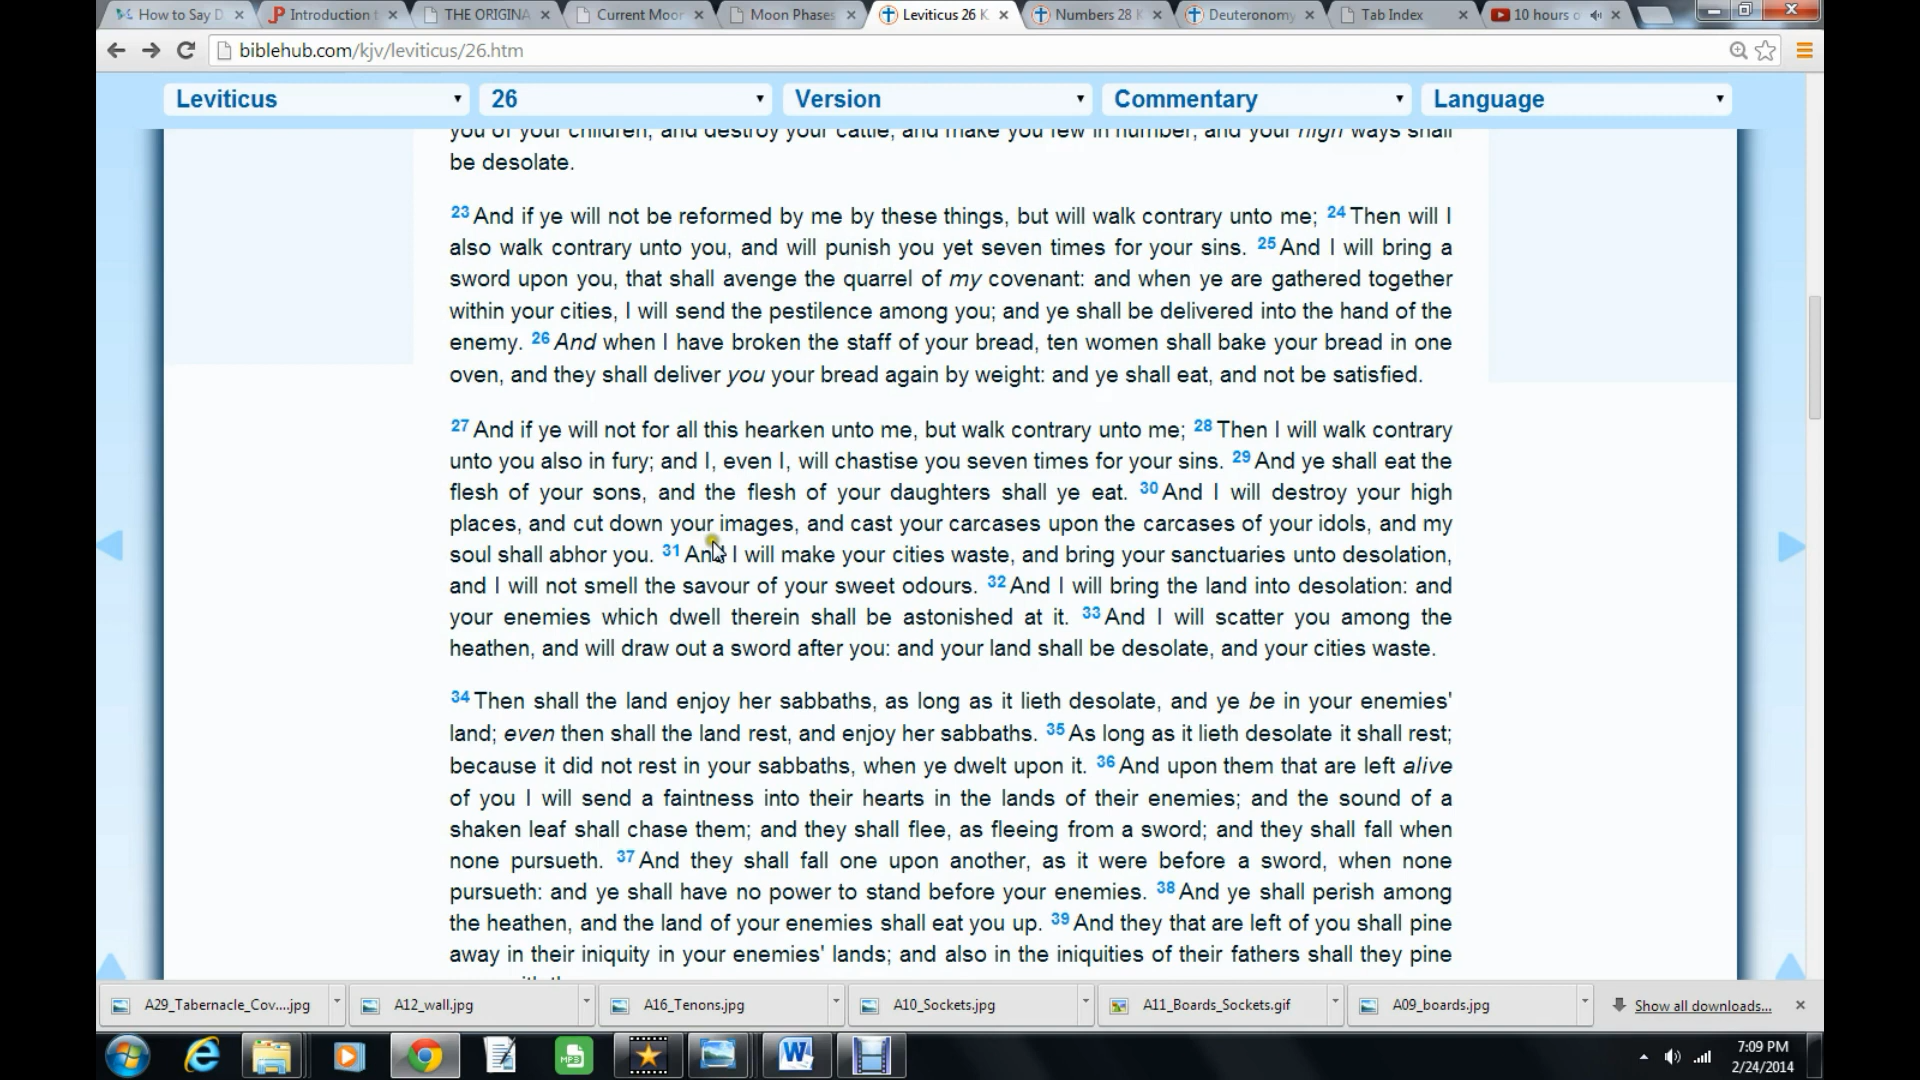 How to Say D
Introduction t
THE ORIGINA
Current Moor
Moon Phases
Leviticus 26 K
Numbers 28 K
Deuteronomy
Tab Index
10 hours o
biblehub.com/kjv/leviticus/26.htm
Leviticus
26
Version
Commentary
Language
you of your children, and destroy your cattle, and make you few in number; and your high ways shall
be desolate.
23 And if ye will not be reformed by me by these things, but will walk contrary unto me; 24 Then will I
also walk contrary unto you, and will punish you yet seven times for your sins. 25 And I will bring a
sword upon you, that shall avenge the quarrel of my covenant: and when ye are gathered together
within your cities, I will send the pestilence among you; and ye shall be delivered into the hand of the
enemy. 26 And when I have broken the staff of your bread, ten women shall bake your bread in one
oven, and they shall deliver you your bread again by weight: and ye shall eat, and not be satisfied.
27 And if ye will not for all this hearken unto me, but walk contrary unto me; 28 Then I will walk contrary
unto you also in fury; and I, even I, will chastise you seven times for your sins. 29 And ye shall eat the
flesh of your sons, and the flesh of your daughters shall ye eat. 30 And I will destroy your high
places, and cut down your images, and cast your carcases upon the carcases of your idols, and my
soul shall abhor you. 31 And I will make your cities waste, and bring your sanctuaries unto desolation,
and I will not smell the savour of your sweet odours. 32 And I will bring the land into desolation: and
your enemies which dwell therein shall be astonished at it. 33 And I will scatter you among the
heathen, and will draw out a sword after you: and your land shall be desolate, and your cities waste.
34 Then shall the land enjoy her sabbaths, as long as it lieth desolate, and ye be in your enemies'
land; even then shall the land rest, and enjoy her sabbaths. 35 As long as it lieth desolate it shall rest;
because it did not rest in your sabbaths, when ye dwelt upon it. 36 And upon them that are left alive
of you I will send a faintness into their hearts in the lands of their enemies; and the sound of a
shaken leaf shall chase them; and they shall flee, as fleeing from a sword; and they shall fall when
none pursueth. 37 And they shall fall one upon another, as it were before a sword, when none
pursueth: and ye shall have no power to stand before your enemies. 38 And ye shall perish among
the heathen, and the land of your enemies shall eat you up. 39 And they that are left of you shall pine
away in their iniquity in your enemies' lands; and also in the iniquities of their fathers shall they pine
A29_Tabernacle_Cov....jpg
A12_wall.jpg
A16_Tenons.jpg
A10_Sockets.jpg
A11_Boards_Sockets.gif
A09_boards.jpg
Show all downloads...
MP3
7:09 PM
2/24/2014